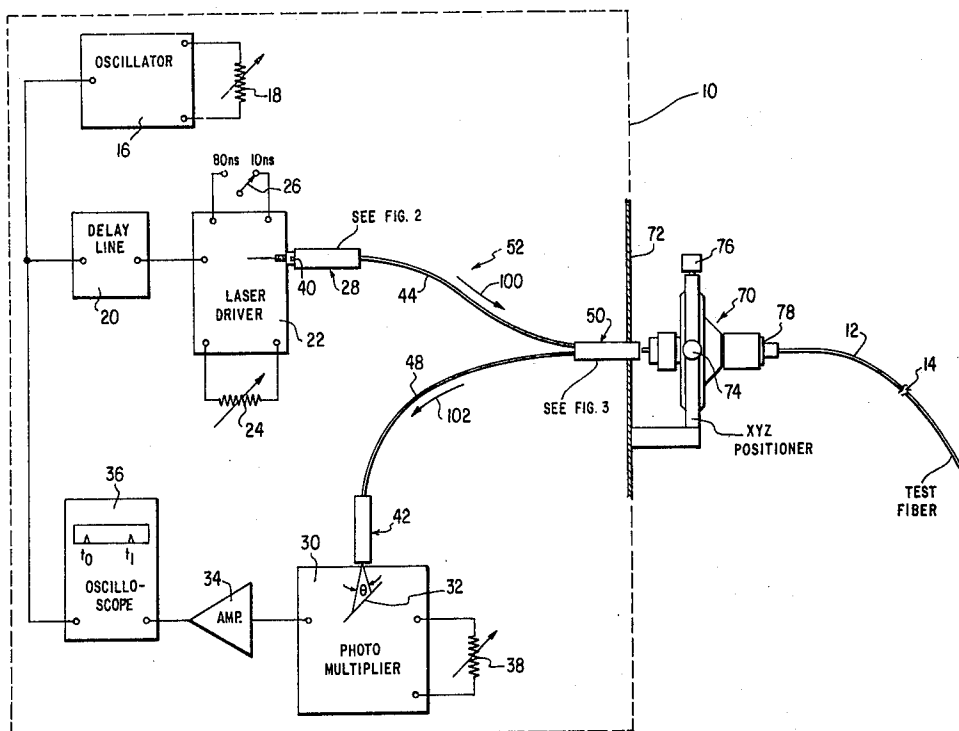 OSCILLATOR
18
16
10
80ns 10ns
26
SEE FIG. 2
DELAY
LINE
20
40
28
LASER
DRIVER
22
24
44
52
100
50
72
76
70
78
74
12
14
48
102
SEE FIG. 3
XYZ
POSITIONER
TEST
FIBER
36
t0 t1
OSCILLO-
SCOPE
34
AMP.
42
30
θ
32
PHOTO
MULTIPLIER
38